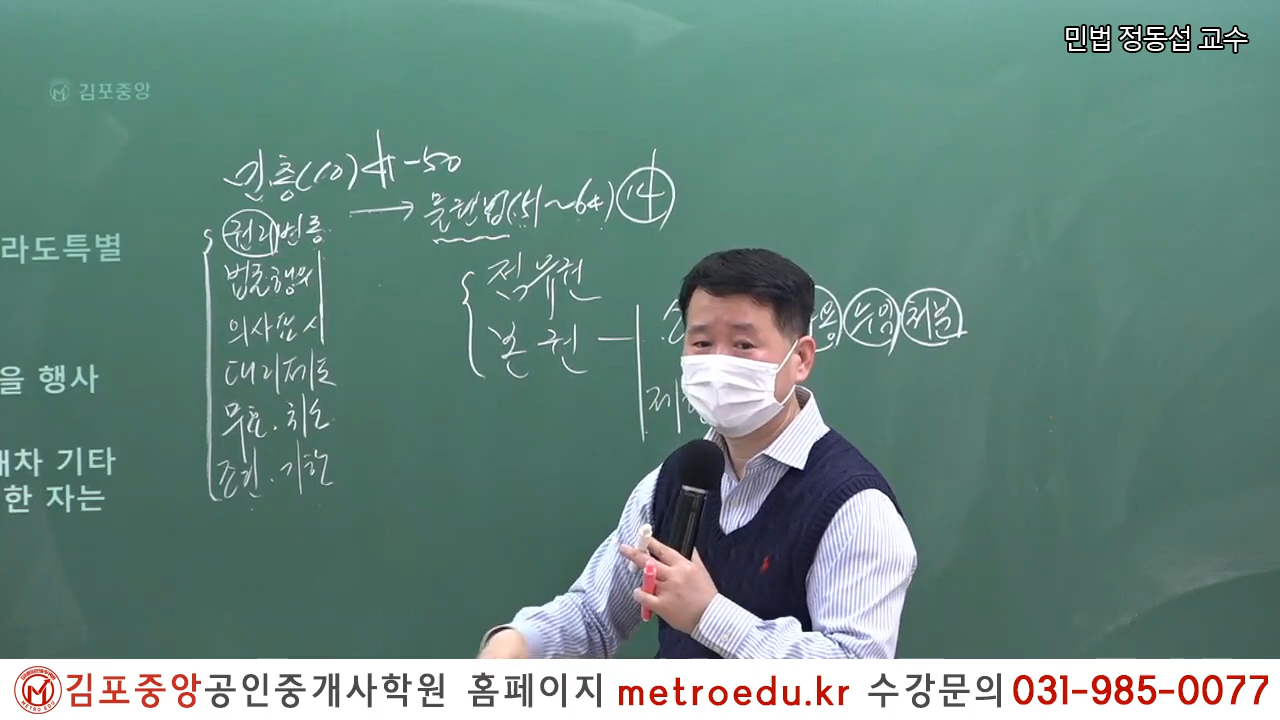 민법 정동섭 교수
김포중앙
민총(10) 41-50
권리변동 → 물권법(51~64) 14
법률행위
의사표시
대리제도
무효·취소
조건·기한
점유권
본권
수익 처분
라도특별
을 행사
대차 기타
한 자는
METRO EDU
김포중앙공인중개사학원 홈페이지 metroedu.kr 수강문의 031-985-0077